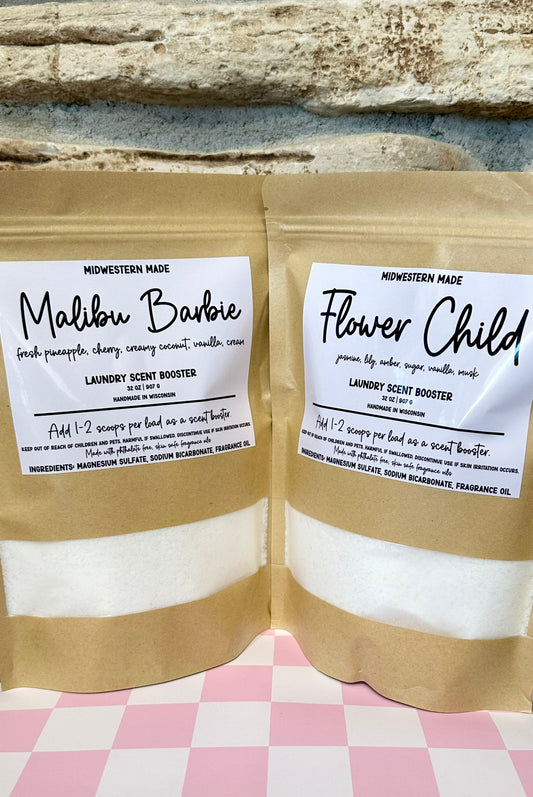 MIDWESTERN MADE
Malibu Barbie
fresh pineapple, cherry, creamy coconut, vanilla, cream
LAUNDRY SCENT BOOSTER
32 OZ | 907 G
HANDMADE IN WISCONSIN
Add 1-2 scoops per load as a scent booster.
KEEP OUT OF REACH OF CHILDREN AND PETS. HARMFUL IF SWALLOWED. DISCONTINUE USE IF SKIN IRRITATION OCCURS.
Made with phthalate free, skin safe fragrance oils
INGREDIENTS: MAGNESIUM SULFATE, SODIUM BICARBONATE, FRAGRANCE OIL
MIDWESTERN MADE
Flower Child
jasmine, lily, amber, sugar, vanilla, musk
LAUNDRY SCENT BOOSTER
32 OZ | 907 G
HANDMADE IN WISCONSIN
Add 1-2 scoops per load as a scent booster.
KEEP OUT OF REACH OF CHILDREN AND PETS. HARMFUL IF SWALLOWED. DISCONTINUE USE IF SKIN IRRITATION OCCURS.
Made with phthalate free, skin safe fragrance oils
INGREDIENTS: MAGNESIUM SULFATE, SODIUM BICARBONATE, FRAGRANCE OIL